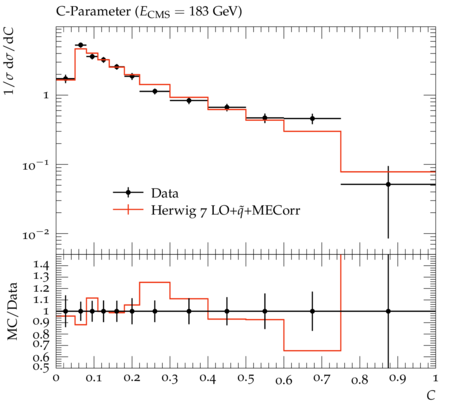 C-Parameter (E_CMS = 183 GeV)
1/σ dσ/dC
1
10⁻¹
10⁻²
Data
Herwig 7 LO+q̃+MECorr
MC/Data
1.4
1.3
1.2
1.1
1
0.9
0.8
0.7
0.6
0.5
0 0.1 0.2 0.3 0.4 0.5 0.6 0.7 0.8 0.9 1
C